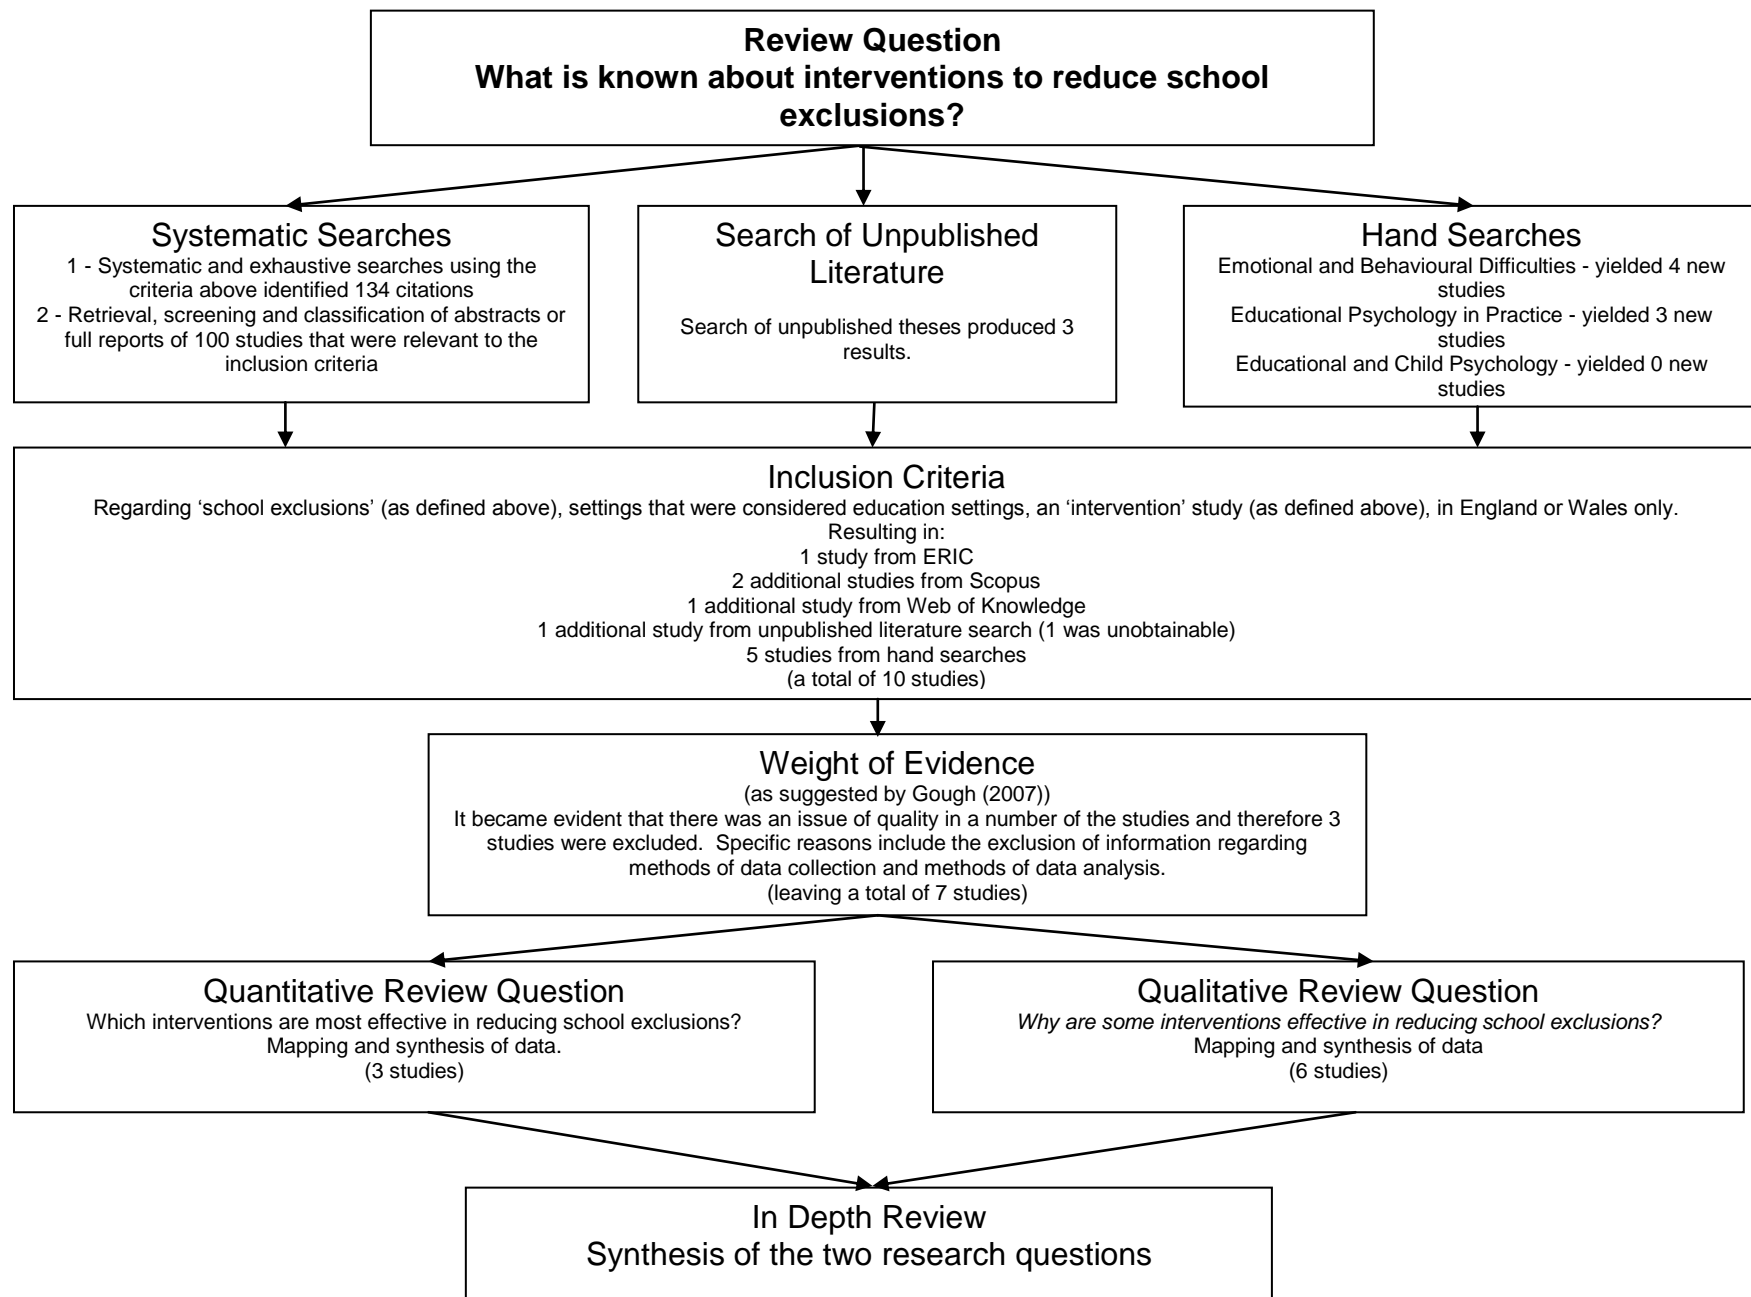 Review Question
What is known about interventions to reduce school
exclusions?
Systematic Searches
1 - Systematic and exhaustive searches using the
criteria above identified 134 citations
2 - Retrieval, screening and classification of abstracts or
full reports of 100 studies that were relevant to the
inclusion criteria
Search of Unpublished
Literature
Search of unpublished theses produced 3
results.
Hand Searches
Emotional and Behavioural Difficulties - yielded 4 new
studies
Educational Psychology in Practice - yielded 3 new
studies
Educational and Child Psychology - yielded 0 new
studies
Inclusion Criteria
Regarding ‘school exclusions’ (as defined above), settings that were considered education settings, an ‘intervention’ study (as defined above), in England or Wales only.
Resulting in:
1 study from ERIC
2 additional studies from Scopus
1 additional study from Web of Knowledge
1 additional study from unpublished literature search (1 was unobtainable)
5 studies from hand searches
(a total of 10 studies)
Weight of Evidence
(as suggested by Gough (2007))
It became evident that there was an issue of quality in a number of the studies and therefore 3
studies were excluded.  Specific reasons include the exclusion of information regarding
methods of data collection and methods of data analysis.
(leaving a total of 7 studies)
Quantitative Review Question
Which interventions are most effective in reducing school exclusions?
Mapping and synthesis of data.
(3 studies)
Qualitative Review Question
Why are some interventions effective in reducing school exclusions?
Mapping and synthesis of data
(6 studies)
In Depth Review
Synthesis of the two research questions